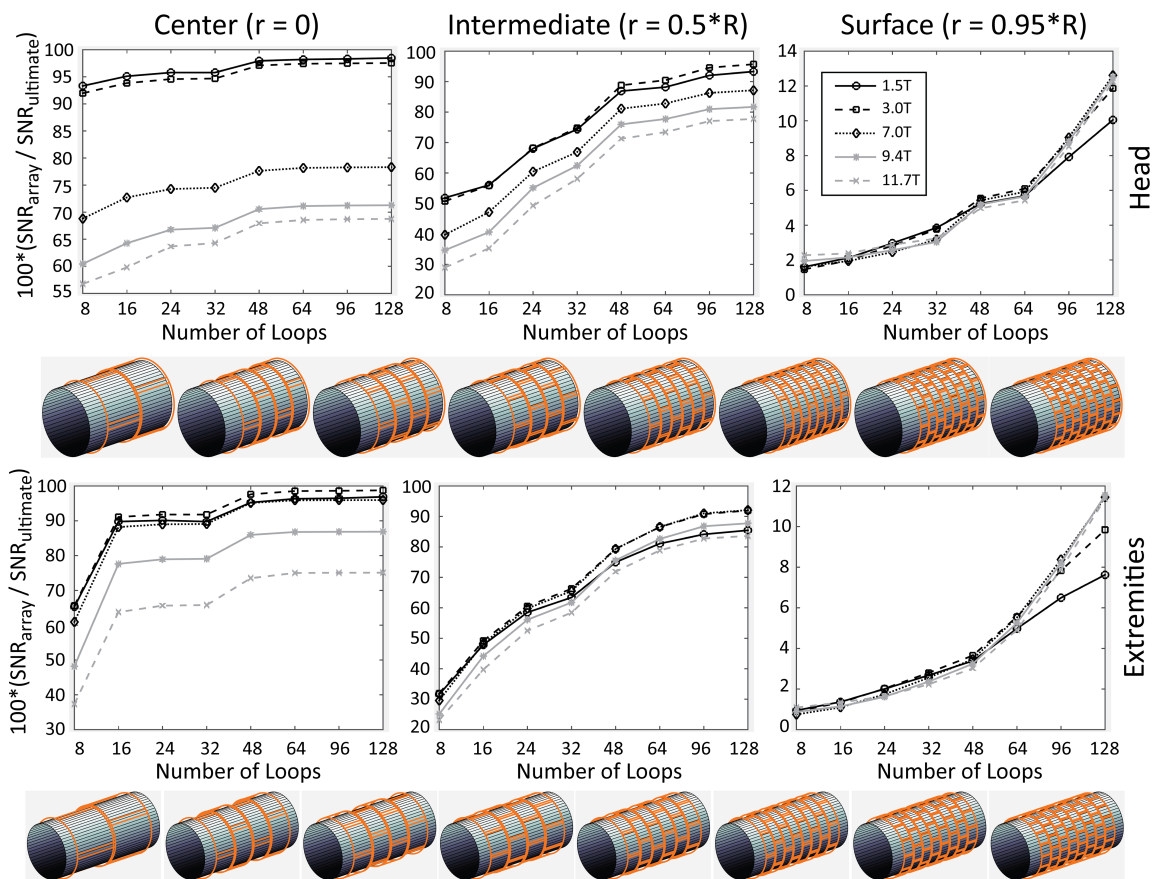 Center (r = 0)
Intermediate (r = 0.5*R)
Surface (r = 0.95*R)
100*(SNRarray / SNRultimate)
100
95
90
85
80
75
70
65
60
55
8 16 24 32 48 64 96 128
Number of Loops
100
90
80
70
60
50
40
30
20
8 16 24 32 48 64 96 128
Number of Loops
14
12
10
8
6
4
2
0
1.5T
3.0T
7.0T
9.4T
11.7T
8 16 24 32 48 64 96 128
Number of Loops
Head
100*(SNRarray / SNRultimate)
100
90
80
70
60
50
40
30
8 16 24 32 48 64 96 128
Number of Loops
100
90
80
70
60
50
40
30
20
8 16 24 32 48 64 96 128
Number of Loops
12
10
8
6
4
2
0
8 16 24 32 48 64 96 128
Number of Loops
Extremities